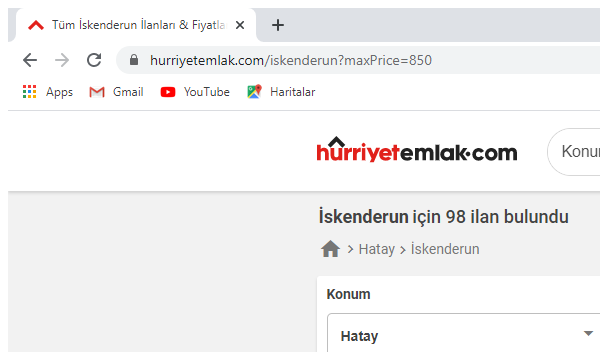 Tüm İskenderun İlanları & Fiyatla
hurriyetemlak.com/iskenderun?maxPrice=850
Apps Gmail YouTube Haritalar
hürriyetemlak.com
Konu
İskenderun için 98 ilan bulundu
Hatay > İskenderun
Konum
Hatay